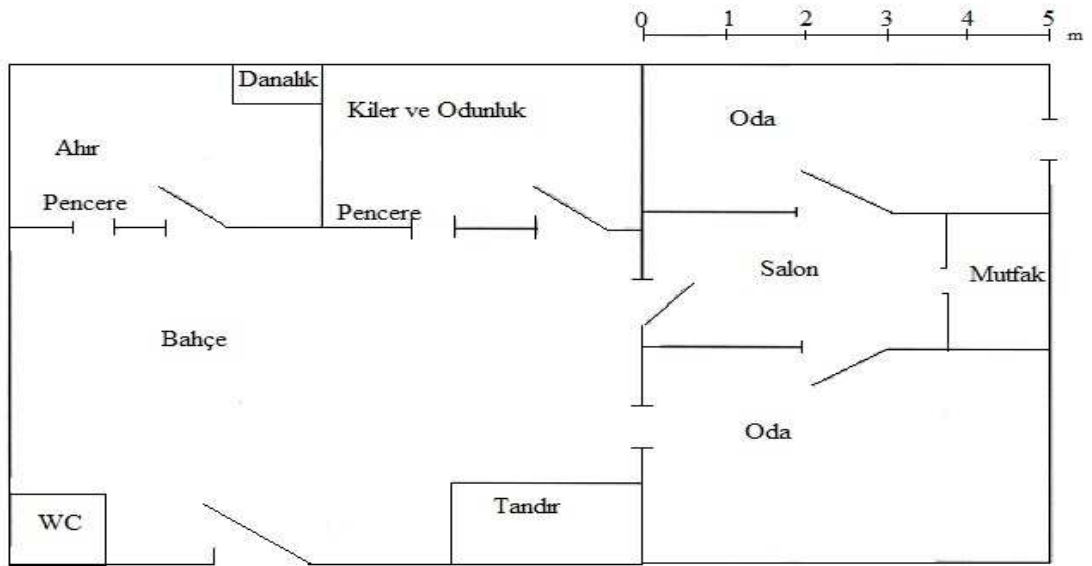 0 1 2 3 4 5 m
Danalık
Kiler ve Odunluk
Oda
Ahır
Pencere
Pencere
Salon
Mutfak
Bahçe
Oda
Tandır
WC